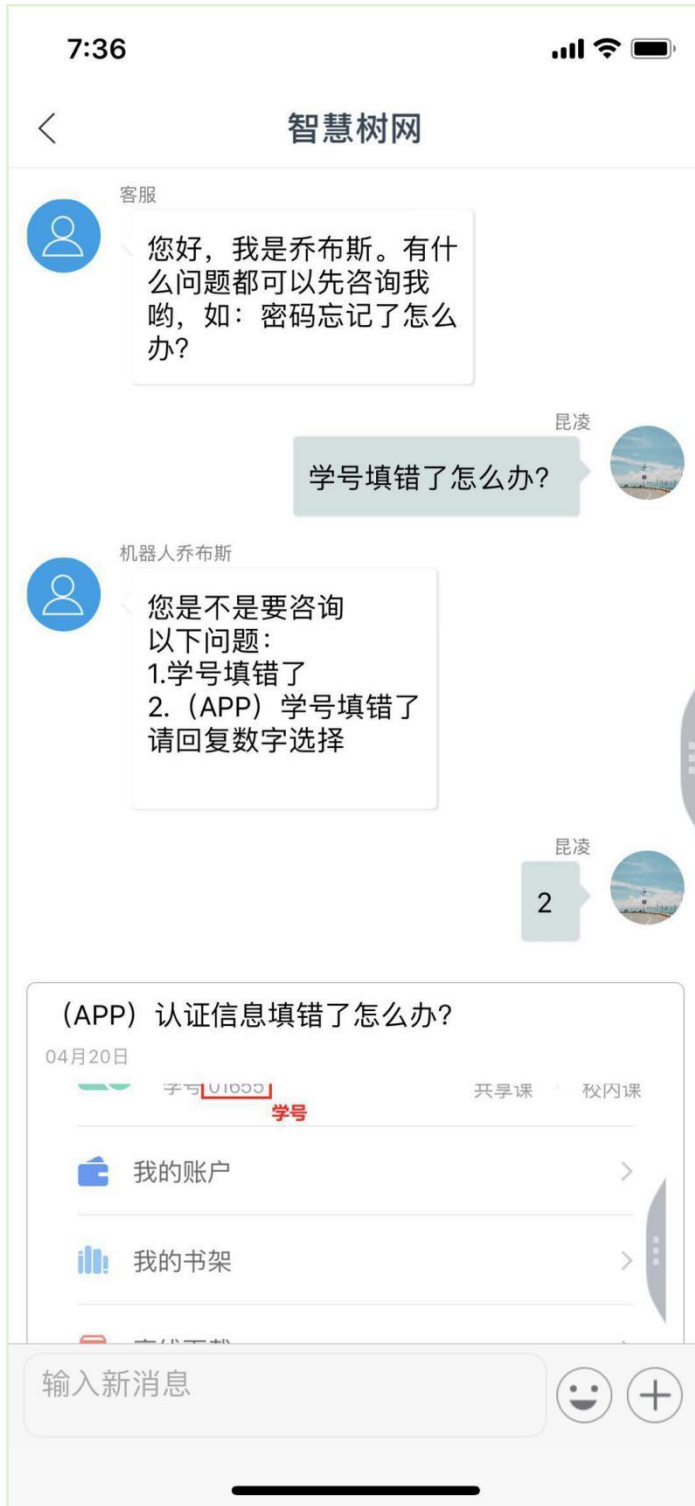 7:36
智慧树网
客服
您好，我是乔布斯。有什
么问题都可以先咨询我
哟，如：密码忘记了怎么
办?
昆凌
学号填错了怎么办?
机器人乔布斯
您是不是要咨询
以下问题：
1.学号填错了
2.（APP）学号填错了
请回复数字选择
昆凌
2
（APP）认证信息填错了怎么办?
04月20日
学号 01655 共享课 校内课
学号
我的账户
我的书架
输入新消息